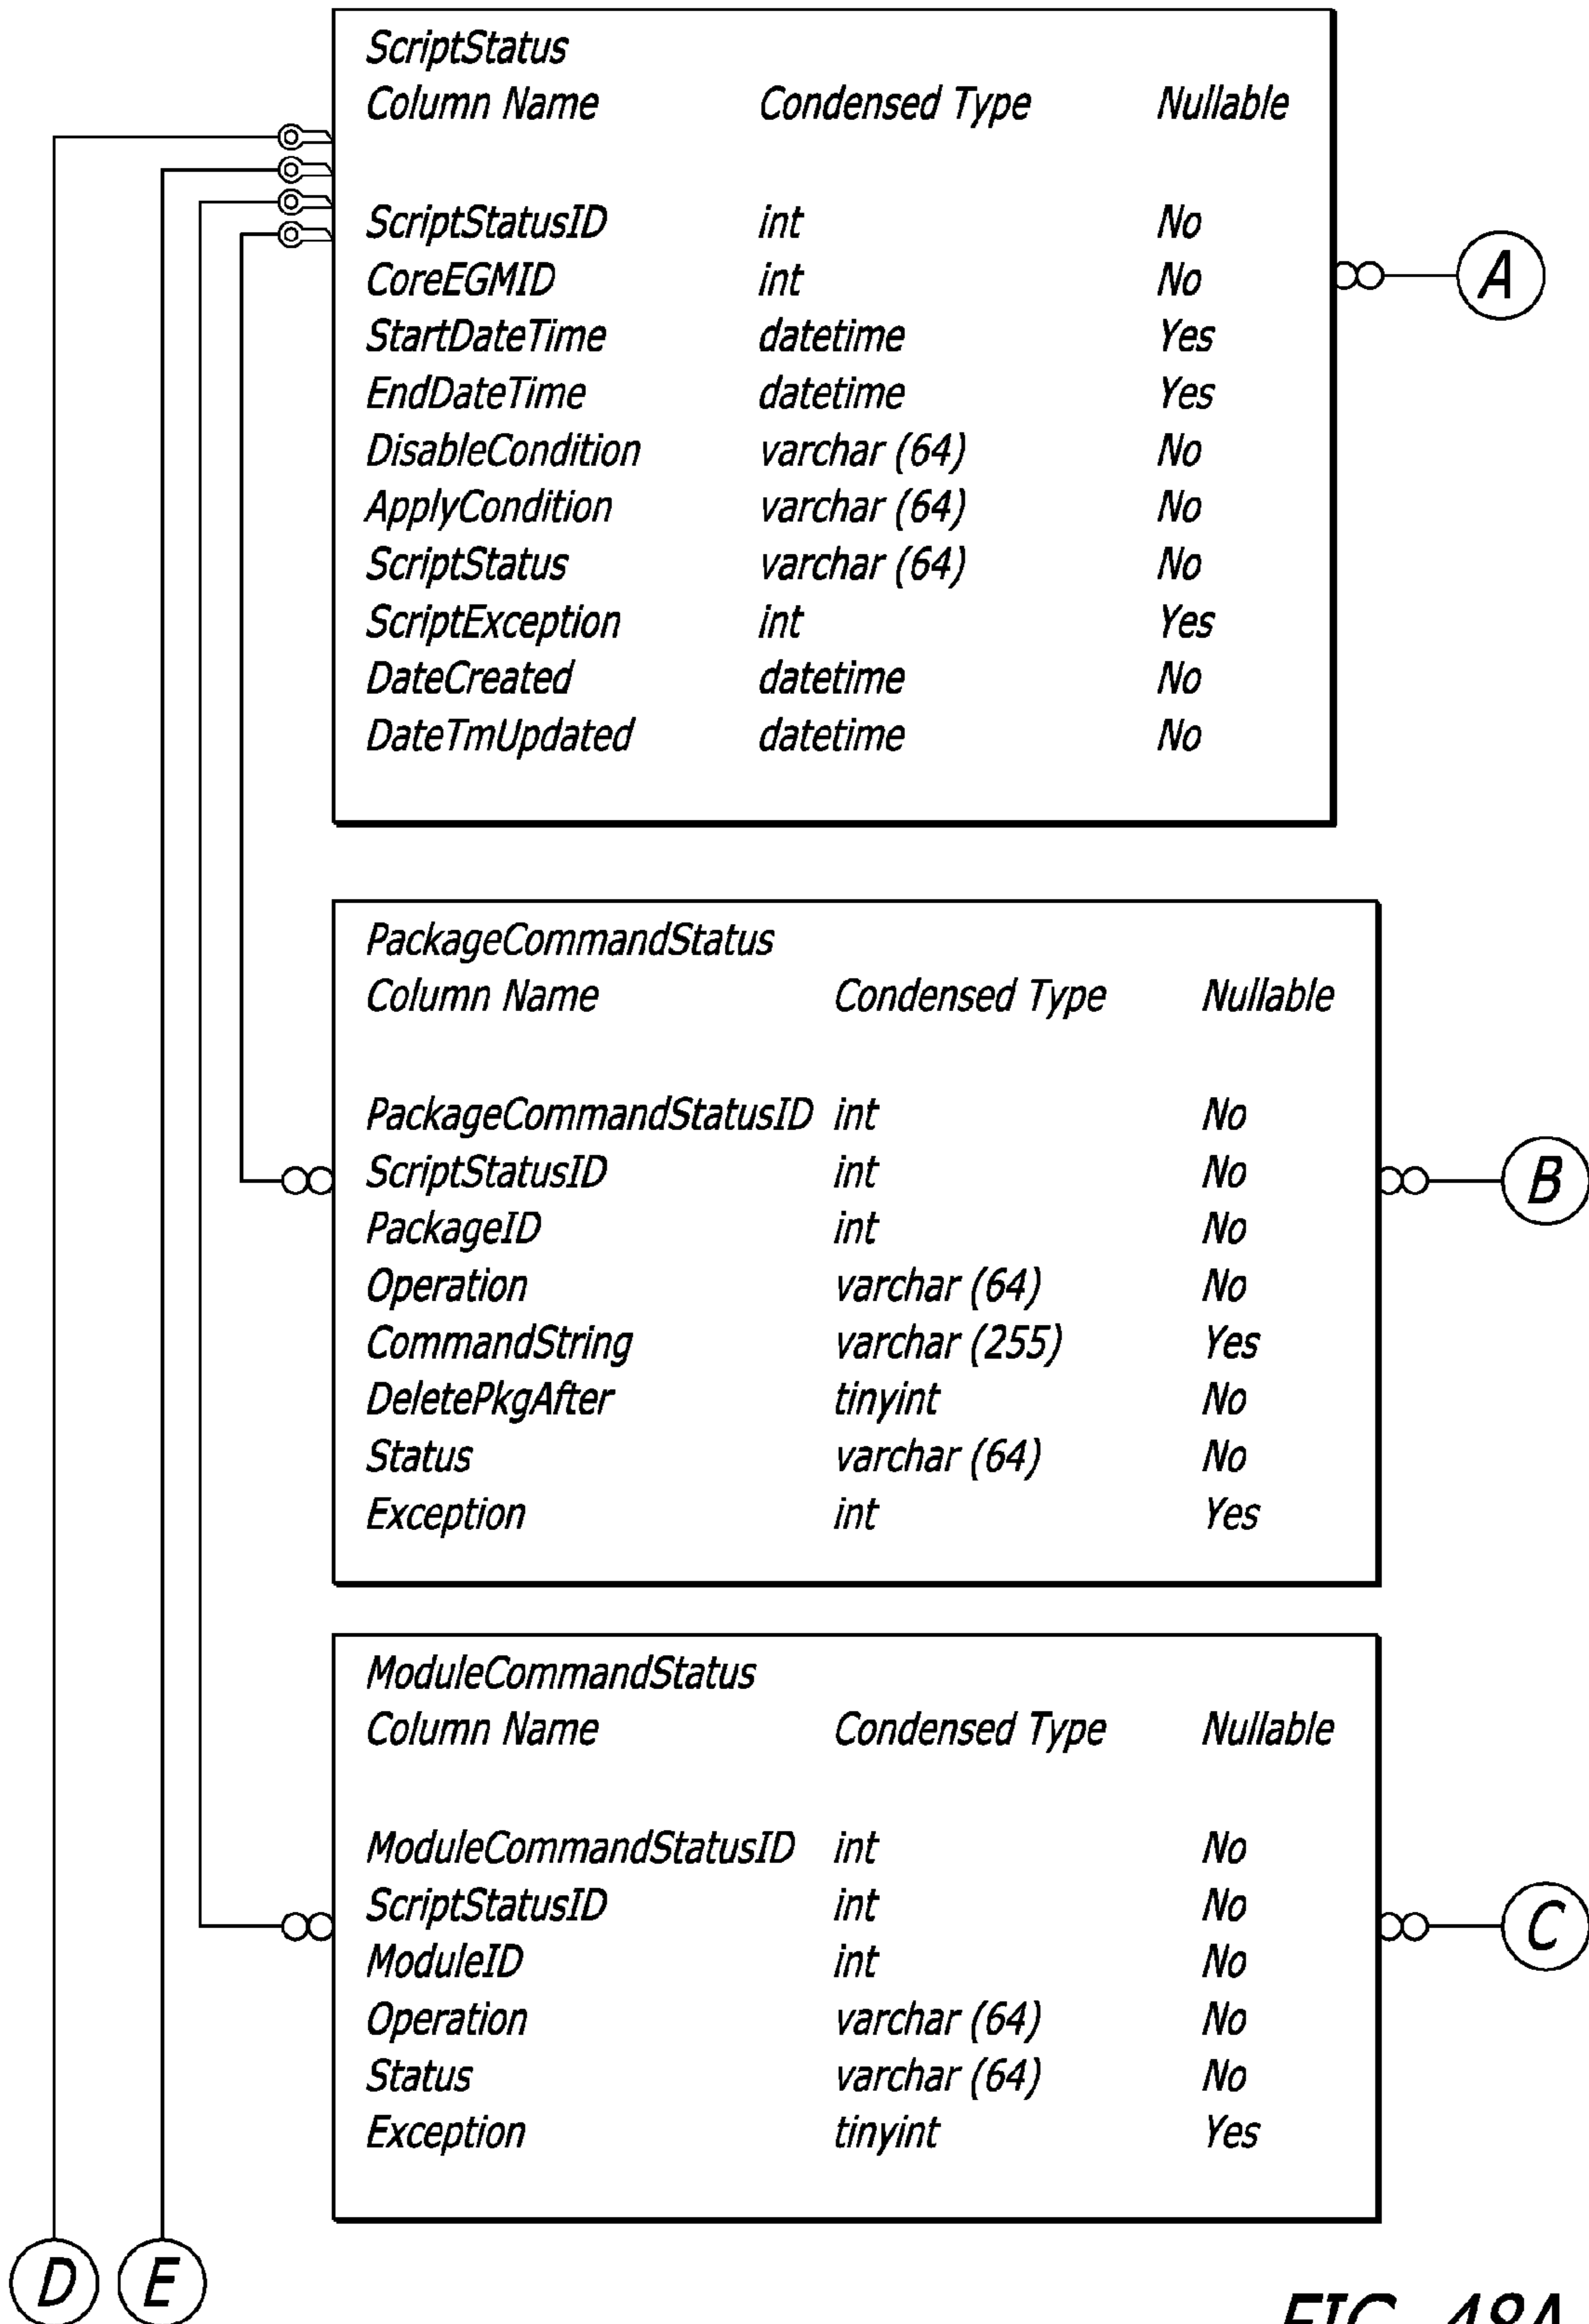 ScriptStatus
Column Name Condensed Type Nullable
ScriptStatusID int No
CoreEGMID int No
StartDateTime datetime Yes
EndDateTime datetime Yes
DisableCondition varchar (64) No
ApplyCondition varchar (64) No
ScriptStatus varchar (64) No
ScriptException int Yes
DateCreated datetime No
DateTmUpdated datetime No
A
PackageCommandStatus
Column Name Condensed Type Nullable
PackageCommandStatusID int No
ScriptStatusID int No
PackageID int No
Operation varchar (64) No
CommandString varchar (255) Yes
DeletePkgAfter tinyint No
Status varchar (64) No
Exception int Yes
B
ModuleCommandStatus
Column Name Condensed Type Nullable
ModuleCommandStatusID int No
ScriptStatusID int No
ModuleID int No
Operation varchar (64) No
Status varchar (64) No
Exception tinyint Yes
C
D E
FIG. 48A